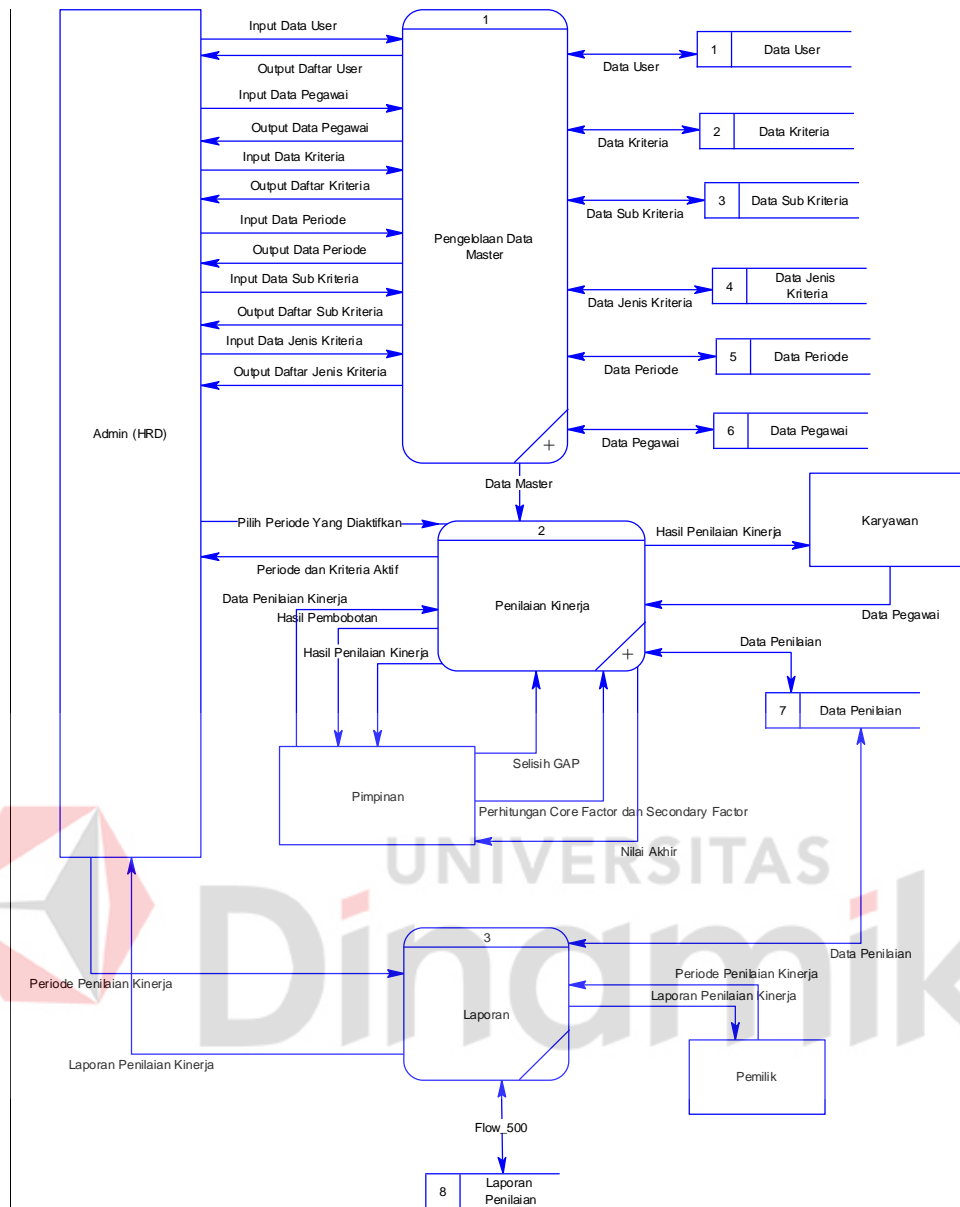 1
Input Data User
Output Daftar User
Input Data Pegawai
Output Data Pegawai
Input Data Kriteria
Output Daftar Kriteria
Input Data Periode
Output Data Periode
Input Data Sub Kriteria
Output Daftar Sub Kriteria
Input Data Jenis Kriteria
Output Daftar Jenis Kriteria
Admin (HRD)
Pengelolaan Data
Master
+
1
Data User
Data User
2
Data Kriteria
Data Kriteria
3
Data Sub Kriteria
Data Sub Kriteria
4
Data Jenis
Kriteria
Data Jenis Kriteria
5
Data Periode
Data Periode
6
Data Pegawai
Data Pegawai
Data Master
Pilih Periode Yang Diaktifkan
Periode dan Kriteria Aktif
Data Penilaian Kinerja
Hasil Pembobotan
Hasil Penilaian Kinerja
2
Penilaian Kinerja
+
Hasil Penilaian Kinerja
Karyawan
Data Pegawai
Data Penilaian
7
Data Penilaian
Pimpinan
Selisih GAP
Perhitungan Core Factor dan Secondary Factor
Nilai Akhir
UNIVERSITAS
Dinamik
3
Laporan
Periode Penilaian Kinerja
Laporan Penilaian Kinerja
Data Penilaian
Periode Penilaian Kinerja
Laporan Penilaian Kinerja
Pemilik
Flow_500
8
Laporan
Penilaian